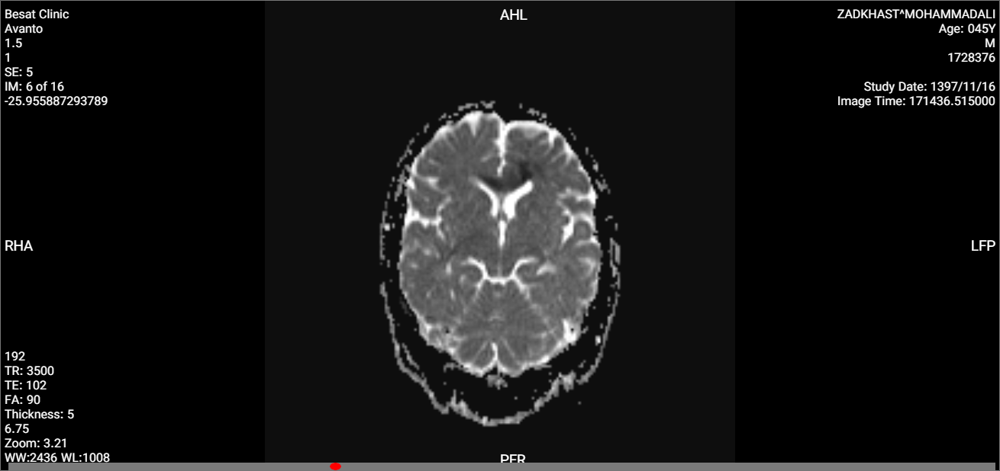 Besat Clinic
Avanto
1.5
1
SE: 5
IM: 6 of 16
-25.955887293789
AHL
ZADKHAST^MOHAMMADALI
Age: 045Y
M
1728376
Study Date: 1397/11/16
Image Time: 171436.515000
RHA
LFP
192
TR: 3500
TE: 102
FA: 90
Thickness: 5
6.75
Zoom: 3.21
WW:2436 WL:1008